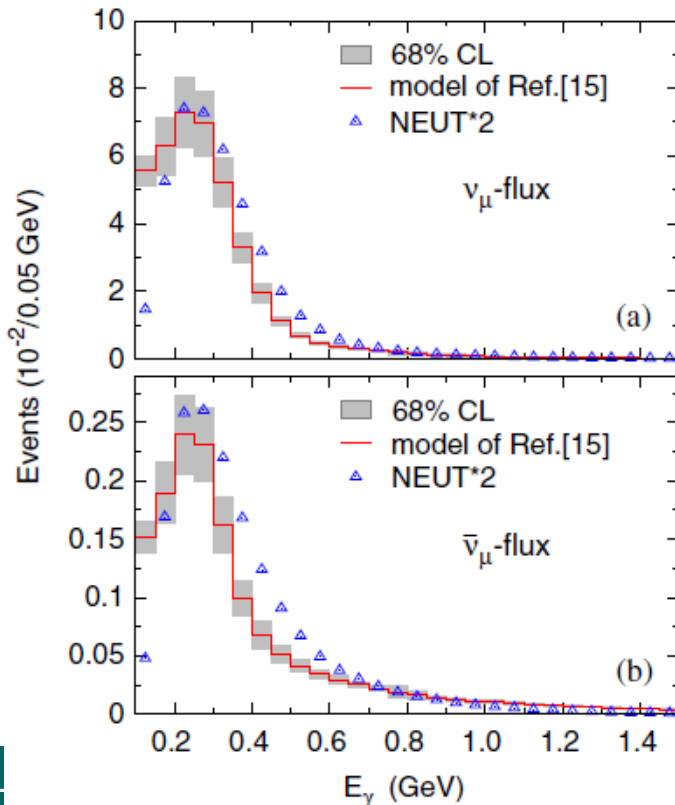 10
8
6
4
2
0
68% CL
model of Ref.[15]
NEUT*2
νμ-flux
(a)
Events (10⁻²/0.05 GeV)
0.25
0.2
0.15
0.1
0.05
0
68% CL
model of Ref.[15]
NEUT*2
ν̄μ-flux
(b)
0.2 0.4 0.6 0.8 1.0 1.2 1.4
Eγ (GeV)